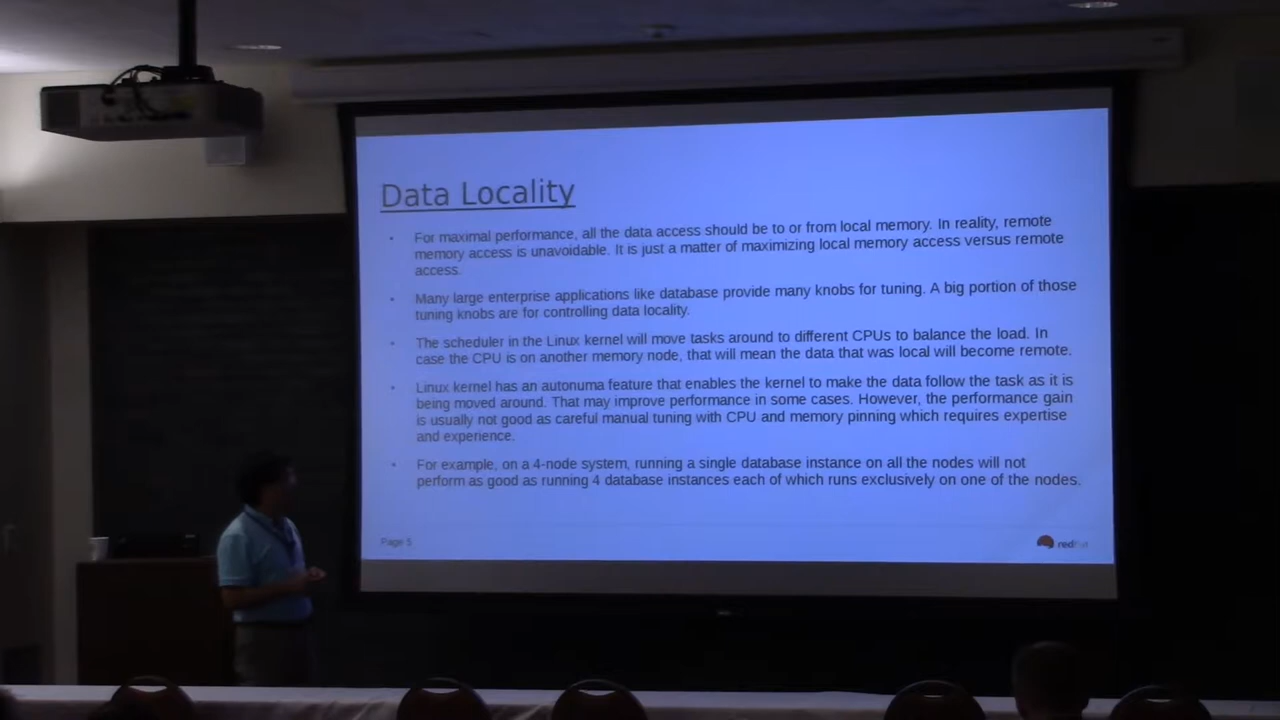 Data Locality
• For maximal performance, all the data access should be to or from local memory. In reality, remote
memory access is unavoidable. It is just a matter of maximizing local memory access versus remote
access.
• Many large enterprise applications like database provide many knobs for tuning. A big portion of those
tuning knobs are for controlling data locality.
• The scheduler in the Linux kernel will move tasks around to different CPUs to balance the load. In
case the CPU is on another memory node, that will mean the data that was local will become remote.
• Linux kernel has an autonuma feature that enables the kernel to make the data follow the task as it is
being moved around. That may improve performance in some cases. However, the performance gain
is usually not good as careful manual tuning with CPU and memory pinning which requires expertise
and experience.
• For example, on a 4-node system, running a single database instance on all the nodes will not
perform as good as running 4 database instances each of which runs exclusively on one of the nodes.
Page 5
redhat